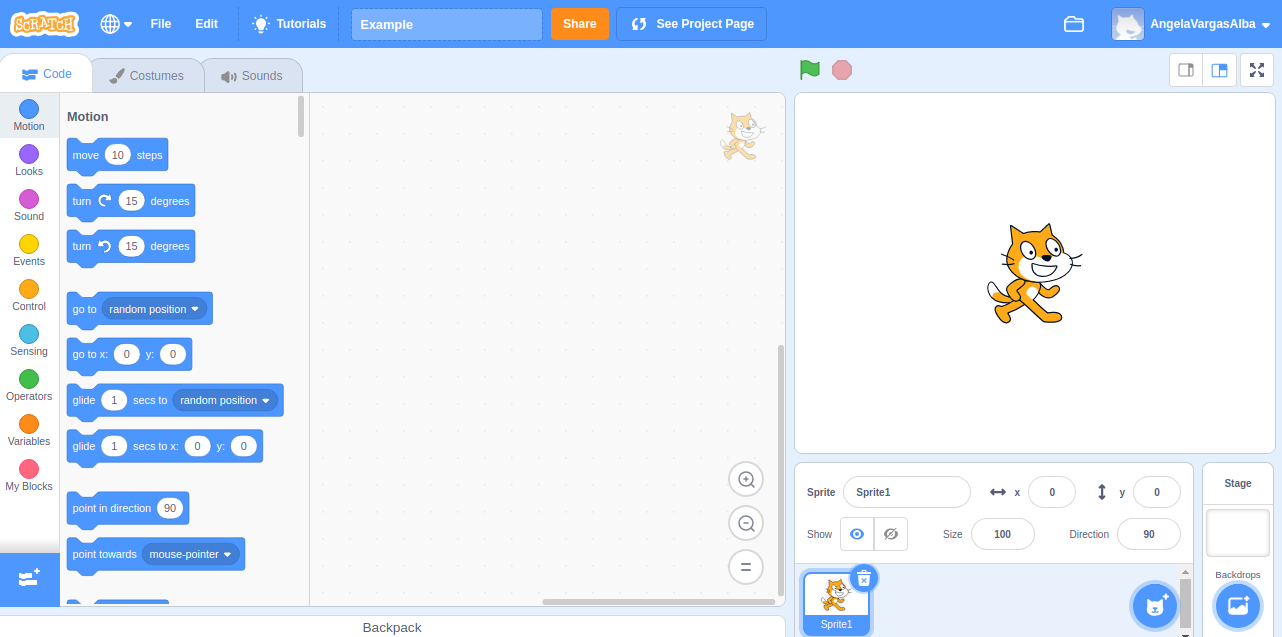 SCRATCH
File
Edit
Tutorials
Example
Share
See Project Page
AngelaVargasAlba
Code
Costumes
Sounds
Motion
Looks
Sound
Events
Control
Sensing
Operators
Variables
My Blocks
Motion
move 10 steps
turn 15 degrees
turn 15 degrees
go to random position
go to x: 0 y: 0
glide 1 secs to random position
glide 1 secs to x: 0 y: 0
point in direction 90
point towards mouse-pointer
Backpack
Sprite Sprite1 x 0 y 0
Show Size 100 Direction 90
Sprite1
Stage
Backdrops